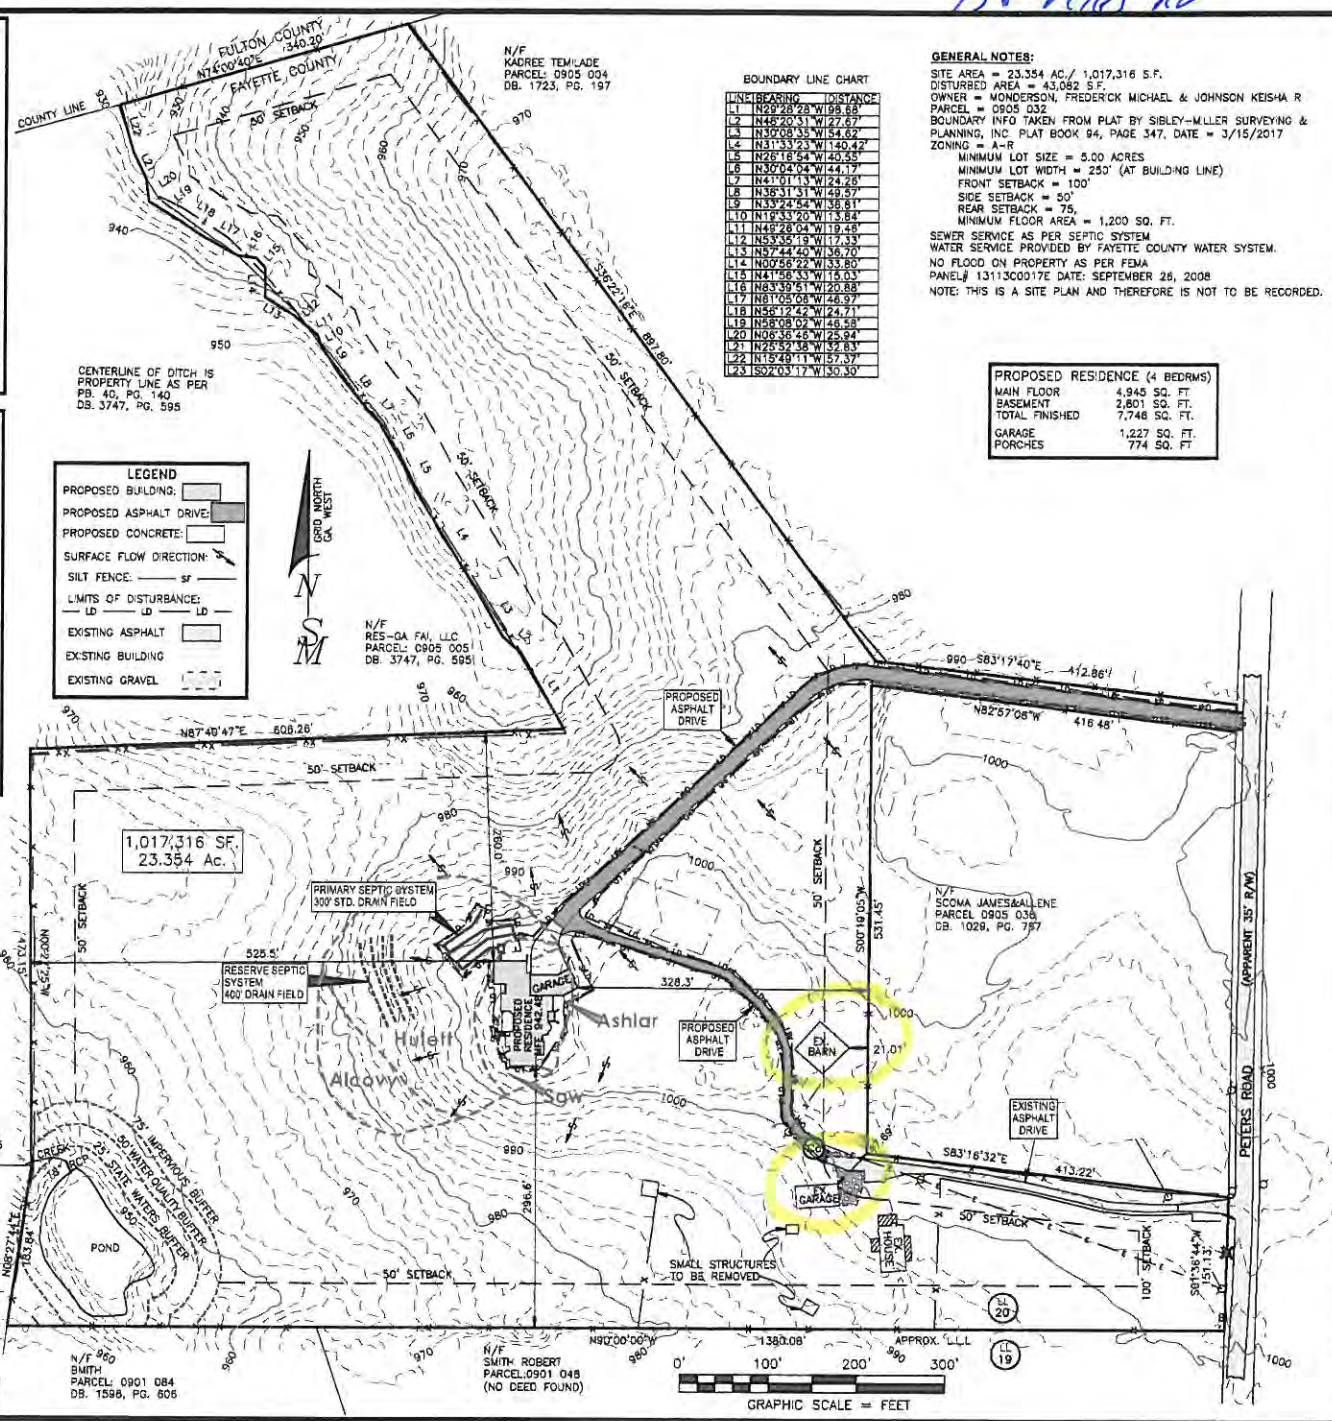 FULTON COUNTY
N74°00'40"E 340.20'
FAYETTE COUNTY
COUNTY LINE
50' SETBACK
N/F
KADREE TEMILADE
PARCEL: 0905 004
DB. 1723, PG. 197
BOUNDARY LINE CHART
LINE BEARING DISTANCE
L1 N29°28'28"W 98.68'
L2 N48°20'31"W 27.67'
L3 N30°08'35"W 54.62'
L4 N31°33'23"W 140.42'
L5 N26°16'54"W 40.55'
L6 N30°04'04"W 44.17'
L7 N41°01'13"W 24.26'
L8 N38°31'31"W 49.57'
L9 N33°24'54"W 38.81'
L10 N19°33'20"W 13.84'
L11 N49°26'04"W 19.46'
L12 N53°35'19"W 17.33'
L13 N57°44'40"W 36.70'
L14 N00°56'22"W 33.80'
L15 N41°56'33"W 15.03'
L16 N83°39'51"W 20.88'
L17 N61°05'06"W 46.97'
L18 N56°12'42"W 24.71'
L19 N58°08'02"W 46.58'
L20 N06°36'46"W 25.94'
L21 N25°52'38"W 32.83'
L22 N15°49'11"W 57.37'
L23 S02°03'17"W 30.30'
GENERAL NOTES:
SITE AREA = 23.354 AC./ 1,017,316 S.F.
DISTURBED AREA = 43,082 S.F.
OWNER = MONDERSON, FREDERICK MICHAEL & JOHNSON KEISHA R
PARCEL = 0905 032
BOUNDARY INFO TAKEN FROM PLAT BY SIBLEY-MILLER SURVEYING &
PLANNING, INC. PLAT BOOK 94, PAGE 347, DATE = 3/15/2017
ZONING = A-R
MINIMUM LOT SIZE = 5.00 ACRES
MINIMUM LOT WIDTH = 250' (AT BUILDING LINE)
FRONT SETBACK = 100'
SIDE SETBACK = 50'
REAR SETBACK = 75,
MINIMUM FLOOR AREA = 1,200 SQ. FT.
SEWER SERVICE AS PER SEPTIC SYSTEM
WATER SERVICE PROVIDED BY FAYETTE COUNTY WATER SYSTEM.
NO FLOOD ON PROPERTY AS PER FEMA
PANEL# 13113C0017E DATE: SEPTEMBER 26, 2008
NOTE: THIS IS A SITE PLAN AND THEREFORE IS NOT TO BE RECORDED.
PROPOSED RESIDENCE (4 BEDRMS)
MAIN FLOOR 4,945 SQ. FT
BASEMENT 2,801 SQ. FT.
TOTAL FINISHED 7,746 SQ. FT.
GARAGE 1,227 SQ. FT.
PORCHES 774 SQ. FT
S36°22'16"E 897.80'
50' SETBACK
50' SETBACK
CENTERLINE OF DITCH IS
PROPERTY LINE AS PER
PB. 40, PG. 140
DB. 3747, PG. 595
LEGEND
PROPOSED BUILDING:
PROPOSED ASPHALT DRIVE:
PROPOSED CONCRETE:
SURFACE FLOW DIRECTION:
SILT FENCE: SF
LIMITS OF DISTURBANCE:
LD LD LD
EXISTING ASPHALT
EXISTING BUILDING
EXISTING GRAVEL
GRID NORTH
GA. WEST
N
S
M
N/F
RES-GA FAI, LLC
PARCEL: 0905 005
DB. 3747, PG. 595
N87°40'47"E 608.26'
50' SETBACK
1,017,316 SF.
23.354 Ac.
50' SETBACK
N00°27'25"W
473.15'
PROPOSED
ASPHALT
DRIVE
990 S83°17'40"E 412.86'
N82°57'08"W 416.48'
260.0'
PRIMARY SEPTIC SYSTEM
300' STD. DRAIN FIELD
525.5'
RESERVE SEPTIC
SYSTEM
400' DRAIN FIELD
GARAGE
PROPOSED
RESIDENCE
MFE 942.48
328.3'
50' SETBACK
S00°19'05"W
531.45'
N/F
SCOMA JAMES&ALLENE
PARCEL 0905 036
DB. 1029, PG. 757
PETERS ROAD (APPARENT 35' R/W)
Ashlar
Hulett
Alcovy
Sgw
PROPOSED
ASPHALT
DRIVE
EX.
BARN
21.01'
EX.
GARAGE
EXISTING
ASPHALT
DRIVE
S83°16'32"E 413.22'
50' SETBACK
EX.
HOUSE
100' SETBACK
S01°36'44"W
151.13'
296.6'
SMALL STRUCTURES
TO BE REMOVED
CREEK
18" RCP
75' IMPERVIOUS BUFFER
50' WATER QUALITY BUFFER
25' STATE WATERS BUFFER
POND
N08°27'44"E
183.84'
50' SETBACK
N90°00'00"W 1380.08' APPROX. L.L.L
LL
20
LL
19
N/F
SMITH
PARCEL: 0901 084
DB. 1598, PG. 606
N/F
SMITH ROBERT
PARCEL:0901 048
(NO DEED FOUND)
0' 100' 200' 300'
GRAPHIC SCALE = FEET